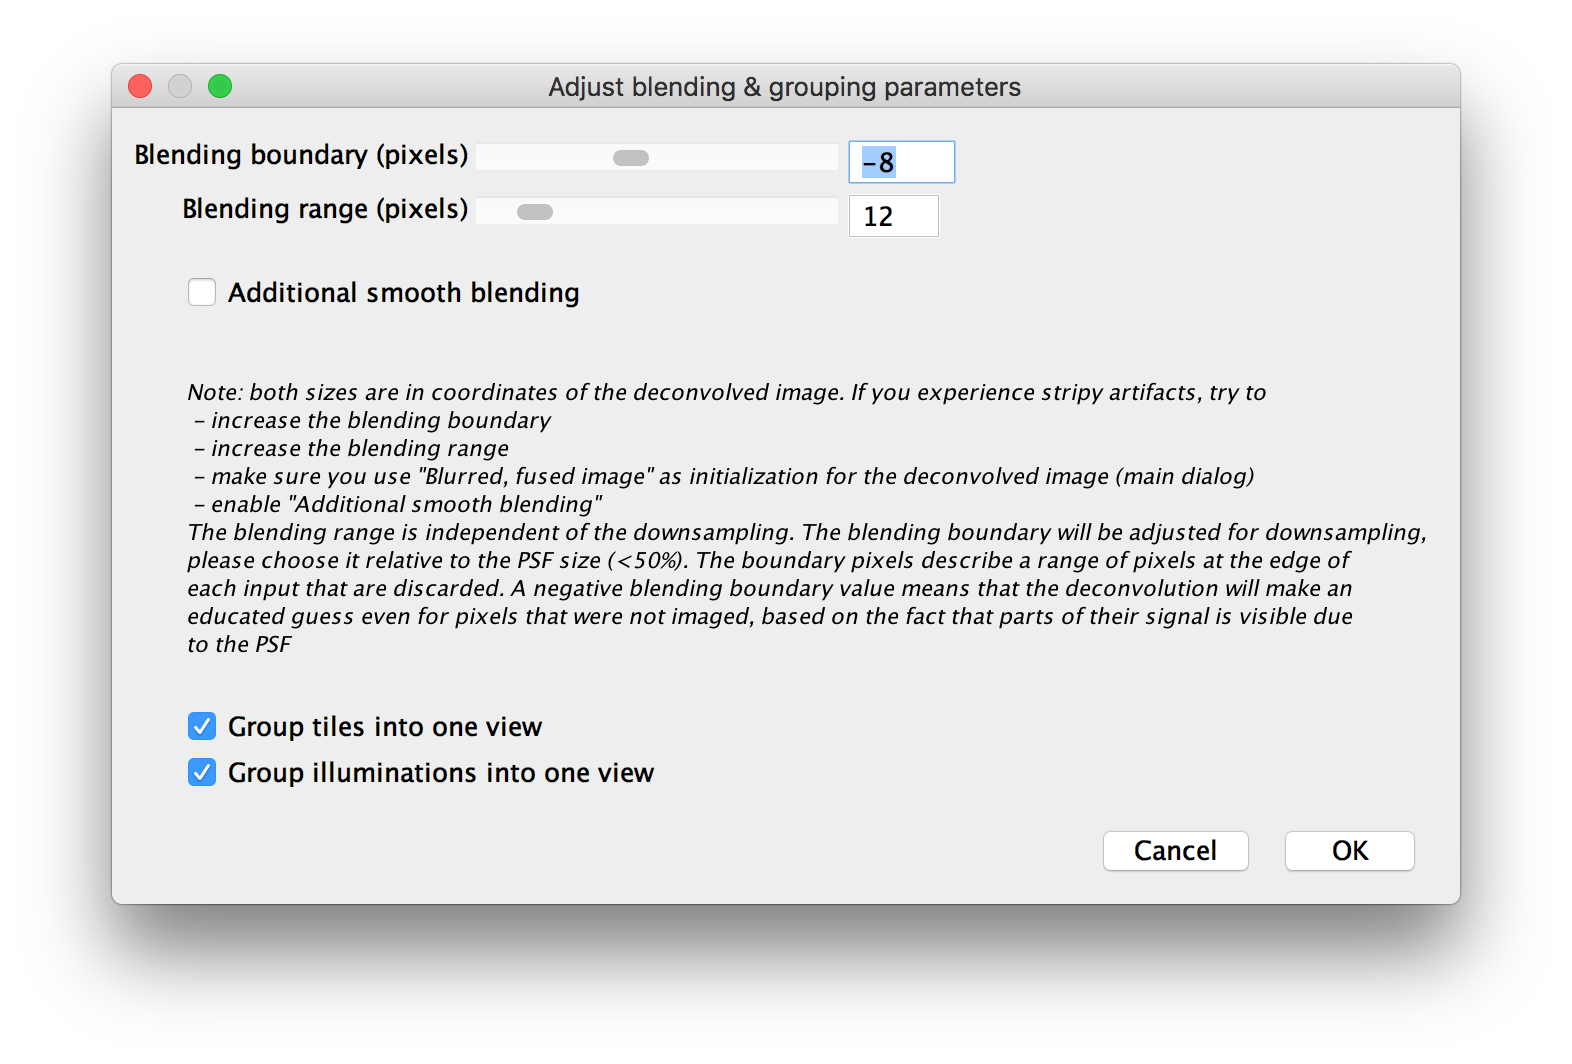 Adjust blending & grouping parameters
Blending boundary (pixels) -8
Blending range (pixels) 12
Additional smooth blending
Note: both sizes are in coordinates of the deconvolved image. If you experience stripy artifacts, try to
- increase the blending boundary
- increase the blending range
- make sure you use "Blurred, fused image" as initialization for the deconvolved image (main dialog)
- enable "Additional smooth blending"
The blending range is independent of the downsampling. The blending boundary will be adjusted for downsampling,
please choose it relative to the PSF size (<50%). The boundary pixels describe a range of pixels at the edge of
each input that are discarded. A negative blending boundary value means that the deconvolution will make an
educated guess even for pixels that were not imaged, based on the fact that parts of their signal is visible due
to the PSF
Group tiles into one view
Group illuminations into one view
Cancel OK